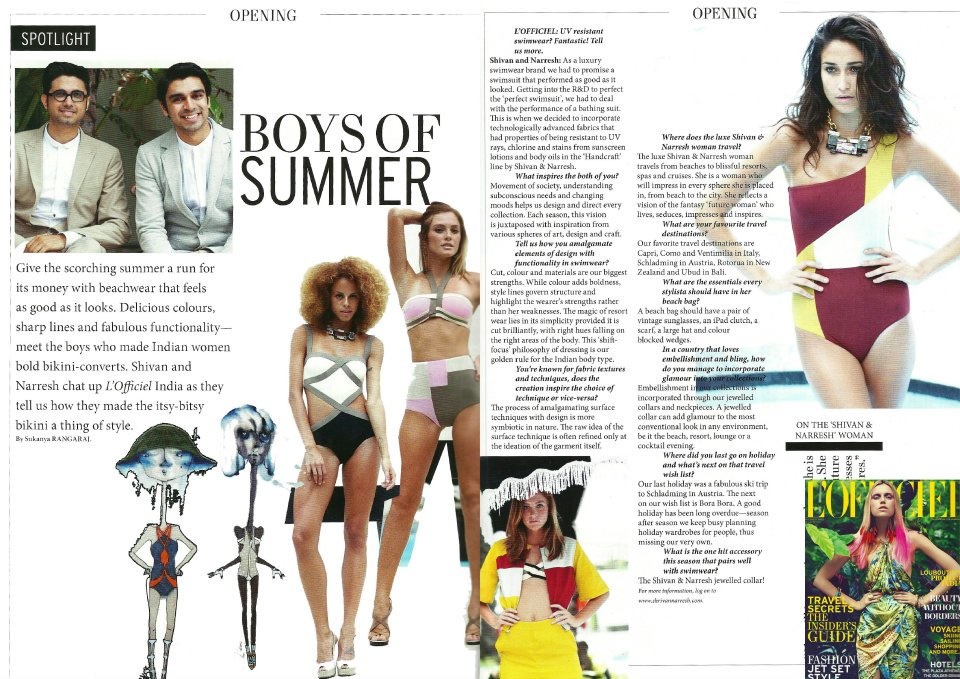 OPENING
SPOTLIGHT
BOYS OF
SUMMER
Give the scorching summer a run for
its money with beachwear that feels
as good as it looks. Delicious colours,
sharp lines and fabulous functionality—
meet the boys who made Indian women
bold bikini-converts. Shivan and
Narresh chat up L'Officiel India as they
tell us how they made the itsy-bitsy
bikini a thing of style.
By Sukanya RANGARAJ.
L'OFFICIEL: UV resistant
swimwear? Fantastic! Tell
us more.
Shivan and Narresh: As a luxury
swimwear brand we had to promise a
swimsuit that performed as good as it
looked. Getting into the R&D to perfect
the 'perfect swimsuit', we had to deal
with the performance of a bathing suit.
This is when we decided to incorporate
technologically advanced fabrics that
had properties of being resistant to UV
rays, chlorine and stains from sunscreen
lotions and body oils in the 'Handcraft'
line by Shivan & Narresh.
What inspires the both of you?
Movement of society, understanding
subconscious needs and changing
moods helps us design and direct every
collection. Each season, this vision
is juxtaposed with inspiration from
various spheres of art, design and craft.
Tell us how you amalgamate
elements of design with
functionality in swimwear?
Cut, colour and materials are our biggest
strengths. While colour adds boldness,
style lines govern structure and
highlight the wearer's strengths rather
than her weaknesses. The magic of resort
wear lies in its simplicity provided it is
cut brilliantly, with right hues falling on
the right areas of the body. This 'shift-
focus' philosophy of dressing is our
golden rule for the Indian body type.
You're known for fabric textures
and techniques, does the
creation inspire the choice of
technique or vice-versa?
The process of amalgamating surface
techniques with design is more
symbiotic in nature. The raw idea of the
surface technique is often refined only at
the ideation of the garment itself.
OPENING
Where does the luxe Shivan &
Narresh woman travel?
The luxe Shivan & Narresh woman
travels from beaches to blissful resorts,
spas and cruises. She is a woman who
will impress in every sphere she is placed
in, from beach to the city. She reflects a
vision of the fantasy 'future woman' who
lives, seduces, impresses and inspires.
What are your favourite travel
destinations?
Our favorite travel destinations are
Capri, Como and Ventimilia in Italy,
Schladming in Austria, Rotorua in New
Zealand and Ubud in Bali.
What are the essentials every
stylista should have in her
beach bag?
A beach bag should have a pair of
vintage sunglasses, an iPad clutch, a
scarf, a large hat and colour
blocked wedges.
In a country that loves
embellishment and bling, how
do you manage to incorporate
glamour into your collections?
Embellishment in our collections is
incorporated through our jewelled
collars and neckpieces. A jewelled
collar can add glamour to the most
conventional look in any environment,
be it the beach, resort, lounge or a
cocktail evening.
Where did you last go on holiday
and what's next on that travel
wish list?
Our last holiday was a fabulous ski trip
to Schladming in Austria. The next
on our wish list is Bora Bora. A good
holiday has been long overdue—season
after season we keep busy planning
holiday wardrobes for people, thus
missing our very own.
What is the one hit accessory
this season that pairs well
with swimwear?
The Shivan & Narresh jewelled collar!
For more information, log on to
www.shivannarresh.com.
ON THE 'SHIVAN &
NARRESH' WOMAN
he is
She
ture
esses
res."
L'OFFICIEL
TRAVEL
SECRETS
THE
INSIDER'S
GUIDE
FASHION
JET SET
STYLE
BEAUTY
WITHOUT
BORDERS
VOYAGE
SKIING
SAILING
SHOPPING
AND MORE
HOTELS